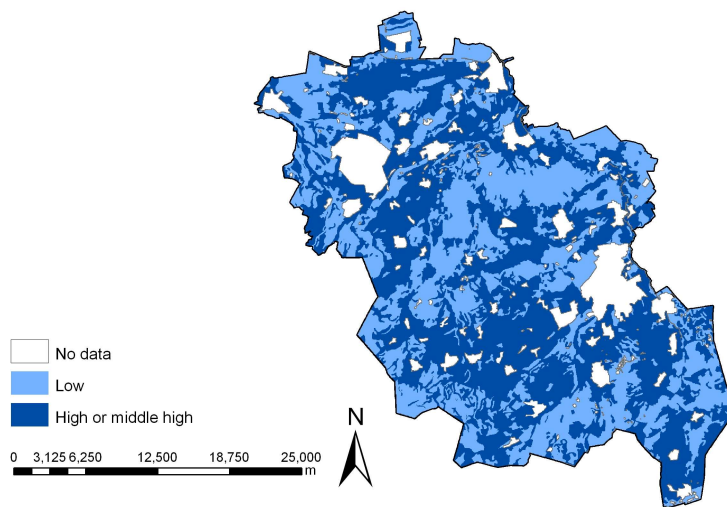 No data
Low
High or middle high
N
0 3,125 6,250 12,500 18,750 25,000
m